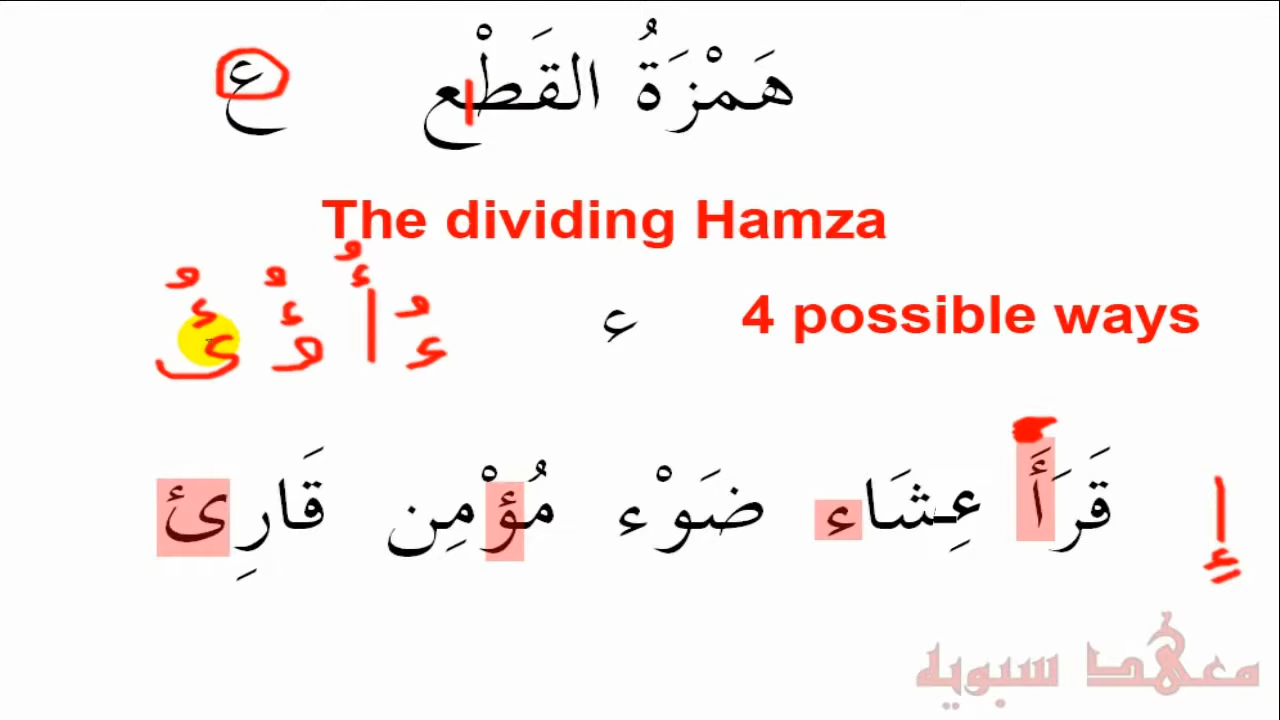 هَمْزَةُ القَطْع ع
The dividing Hamza
4 possible ways ء ءُ أُ ؤُ ئُ
إِ قَرَأَ عِشَاء ضَوْء مُؤْمِن قَارِئ
معهد سبويه